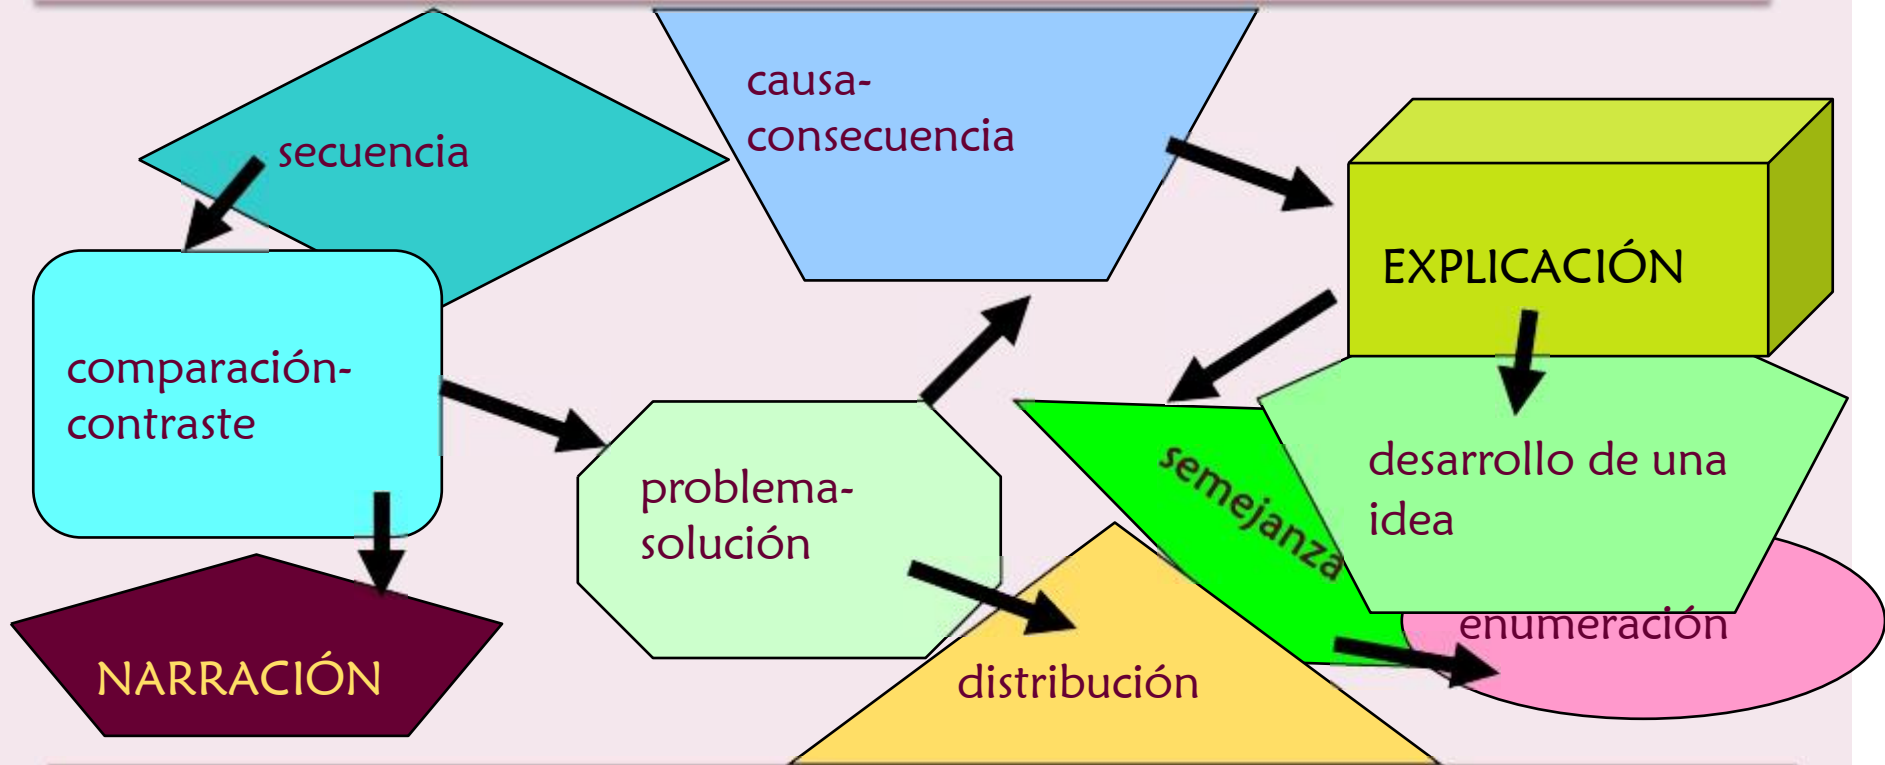 secuencia
causa-
consecuencia
EXPLICACIÓN
comparación-
contraste
problema-
solución
semejanza
desarrollo de una
idea
enumeración
NARRACIÓN
distribución